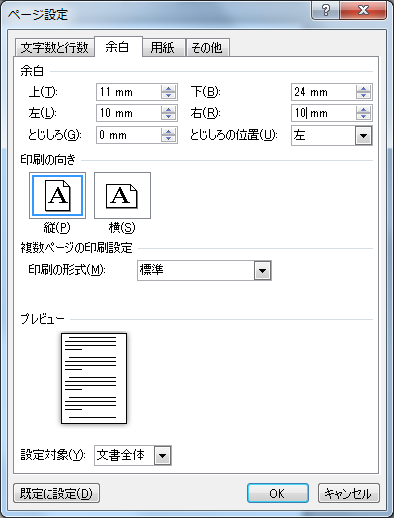 ページ設定
文字数と行数 余白 用紙 その他
余白
上(T): 11 mm 下(B): 24 mm
左(L): 10 mm 右(R): 10 mm
とじしろ(G): 0 mm とじしろの位置(U): 左
印刷の向き
A A
縦(P) 横(S)
複数ページの印刷設定
印刷の形式(M): 標準
プレビュー
設定対象(Y): 文書全体
既定に設定(D) OK キャンセル